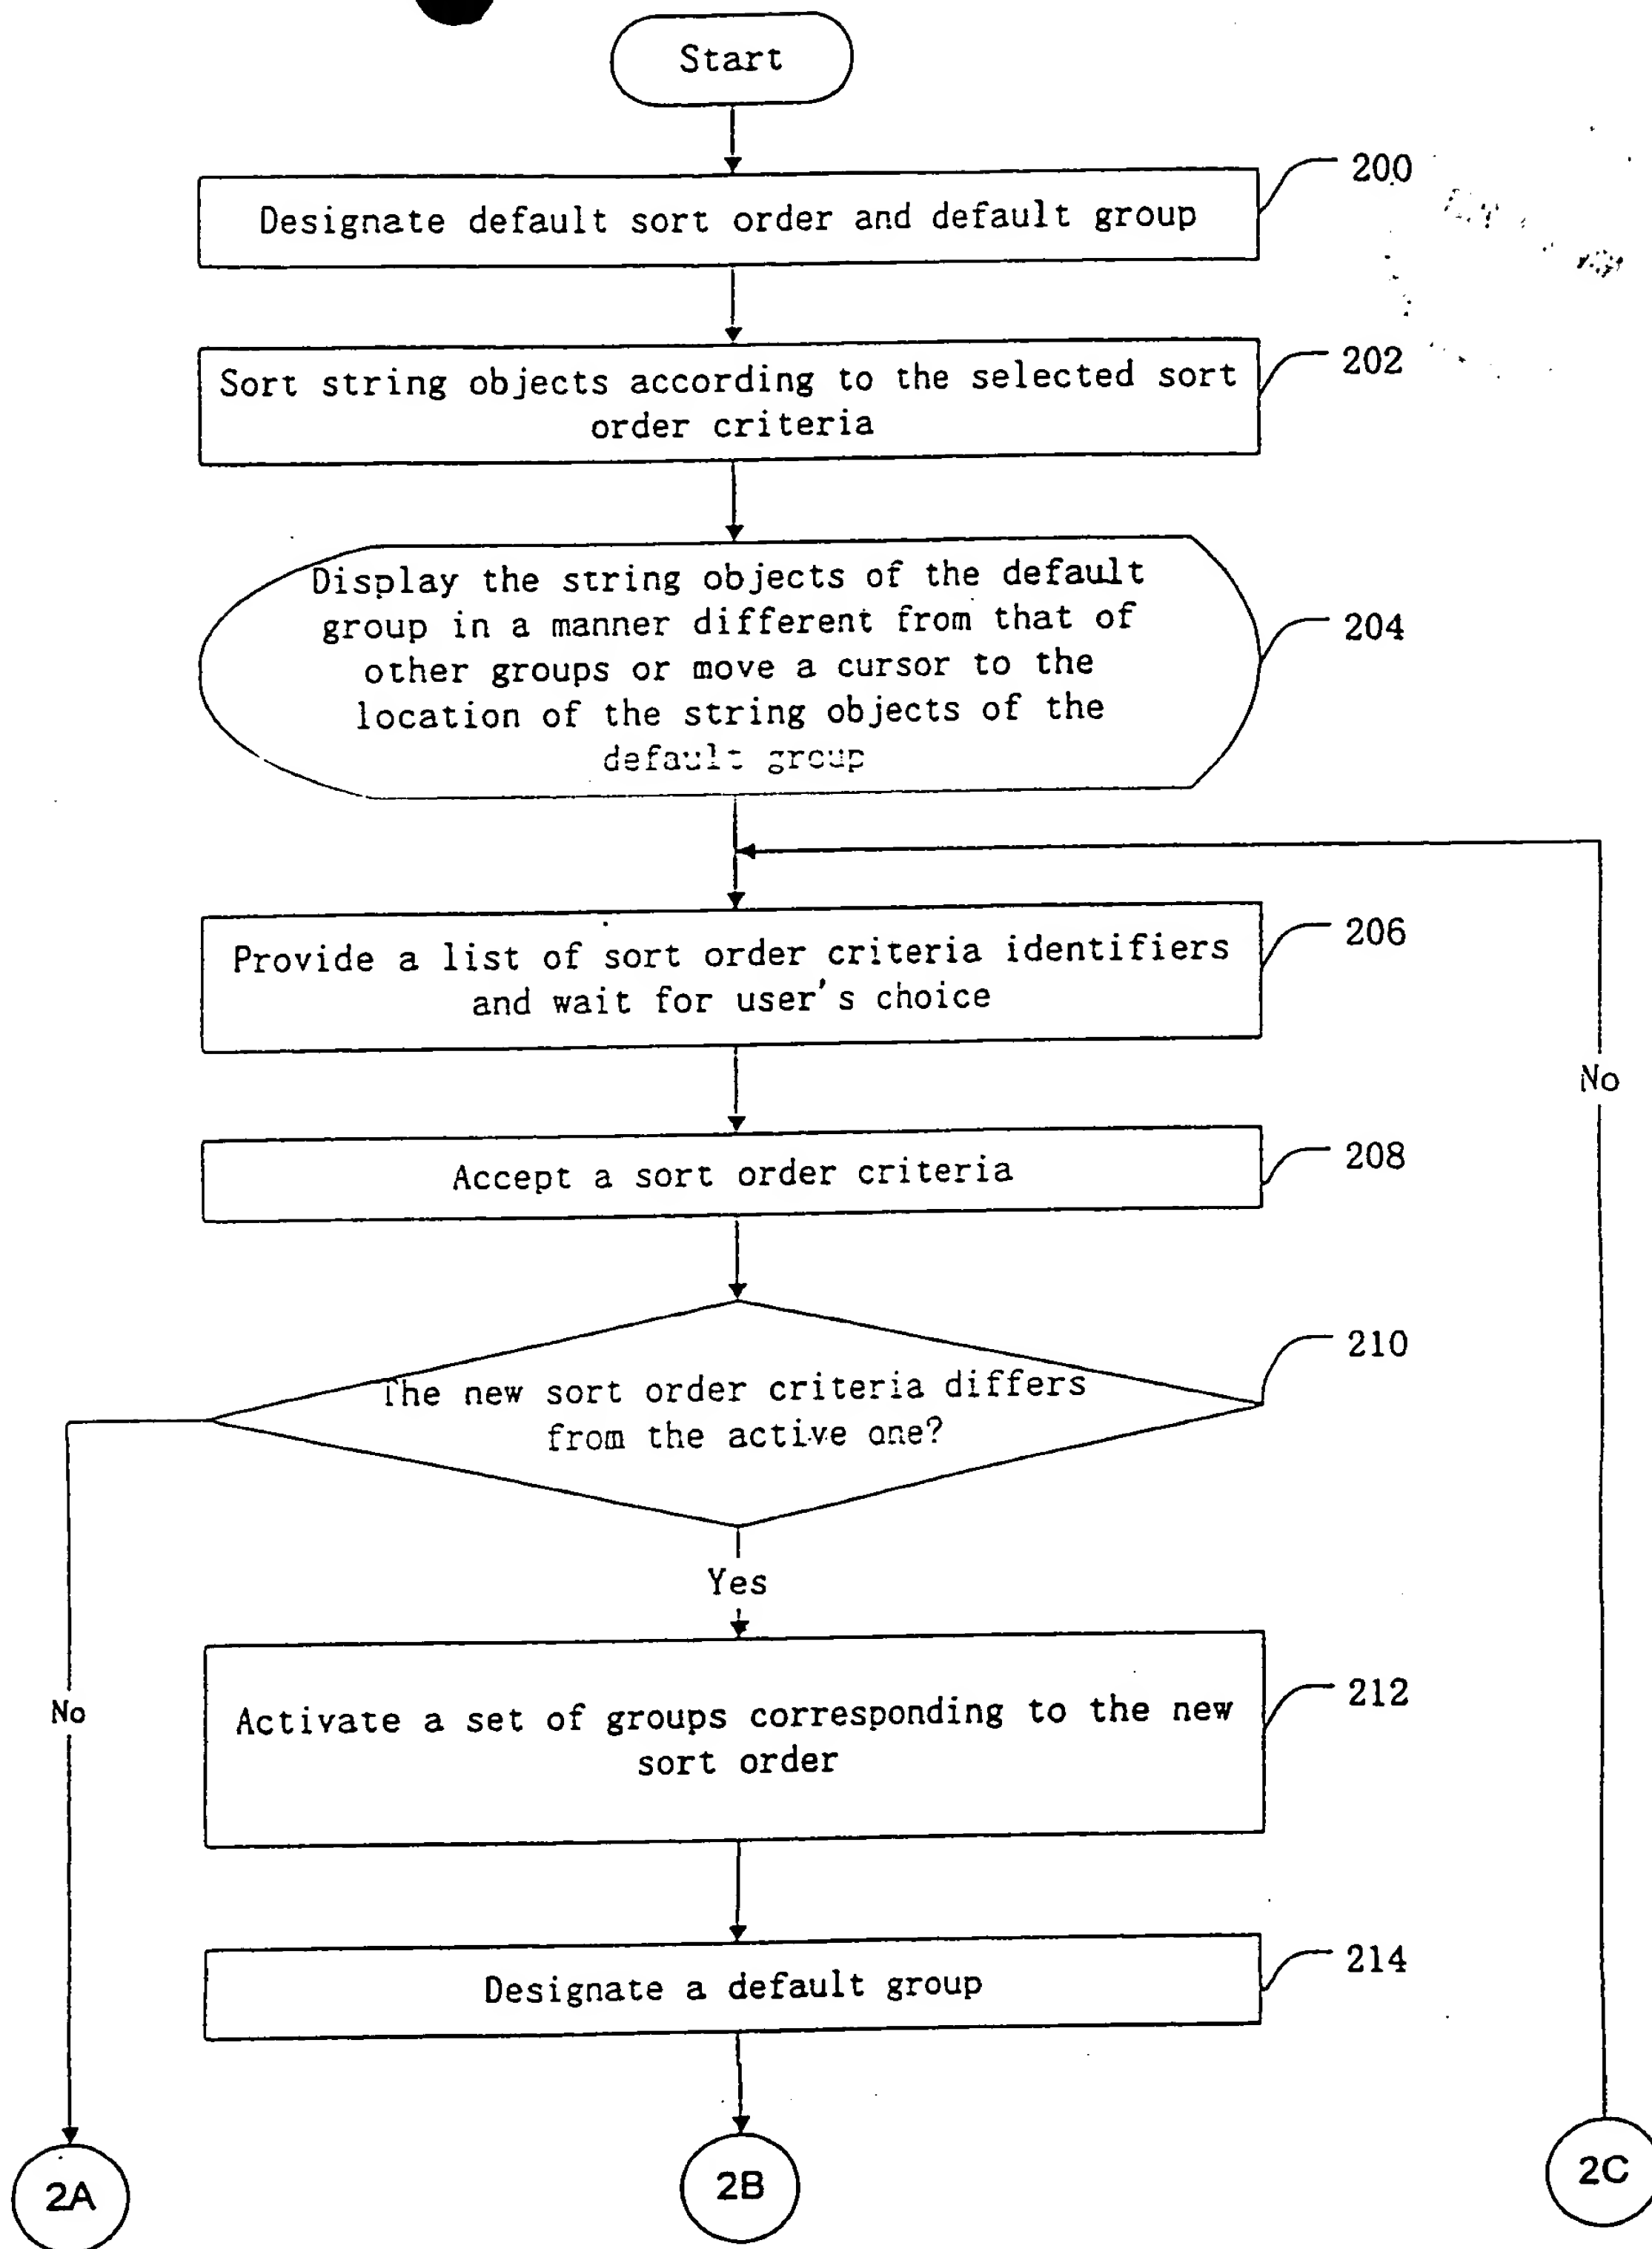 Start
200
Designate default sort order and default group
202
Sort string objects according to the selected sort
order criteria
Display the string objects of the default
group in a manner different from that of
204
other groups or move a cursor to the
location of the string objects of the
default group
206
Provide a list of sort order criteria identifiers
and wait for user's choice
No
208
Accept a sort order criteria
210
The new sort order criteria differs
from the active one?
Yes
212
No
Activate a set of groups corresponding to the new
sort order
214
Designate a default group
2A
2B
2C